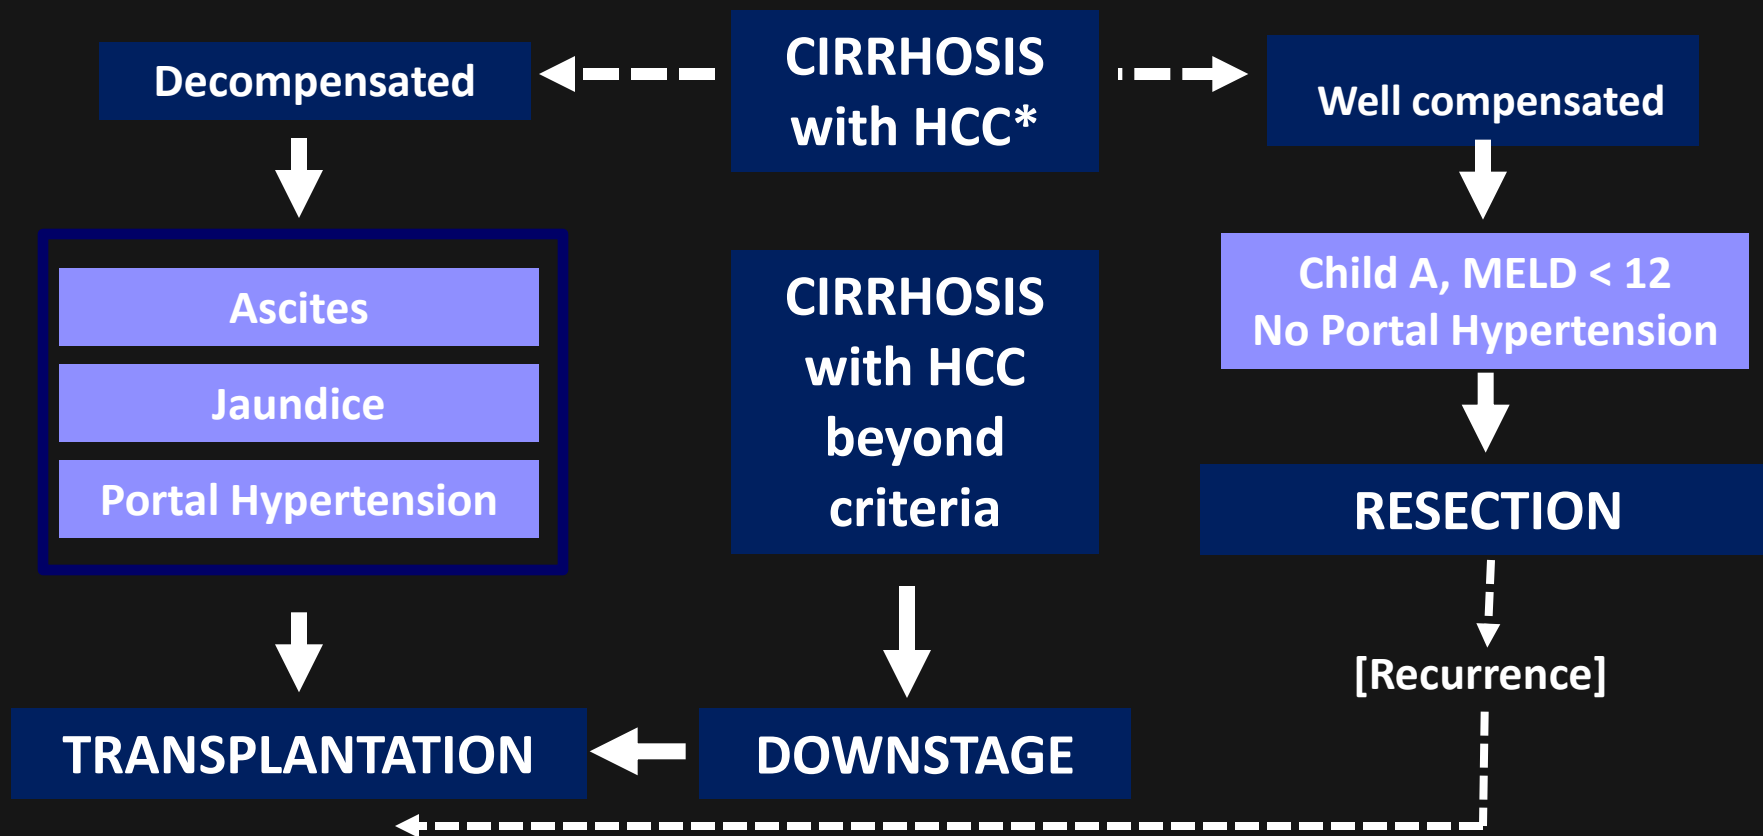 Decompensated
CIRRHOSIS
with HCC*
Well compensated
Ascites
Jaundice
Portal Hypertension
CIRRHOSIS
with HCC
beyond
criteria
Child A, MELD < 12
No Portal Hypertension
RESECTION
[Recurrence]
TRANSPLANTATION
DOWNSTAGE